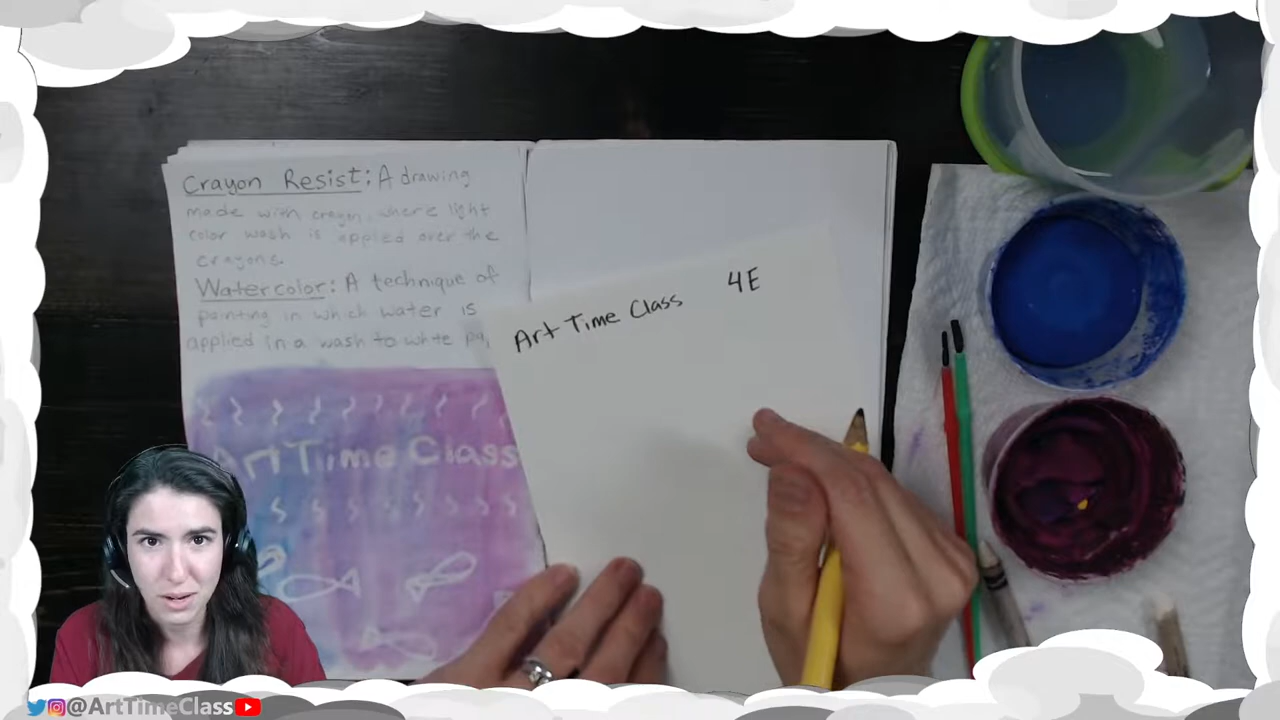 Crayon Resist: A drawing
made with crayon, where light
color wash is applied over the
crayons.
Watercolor: A technique of
painting in which water is
applied in a wash to white
Art Time Class
4E
Art Time Class
@ArtTimeClass